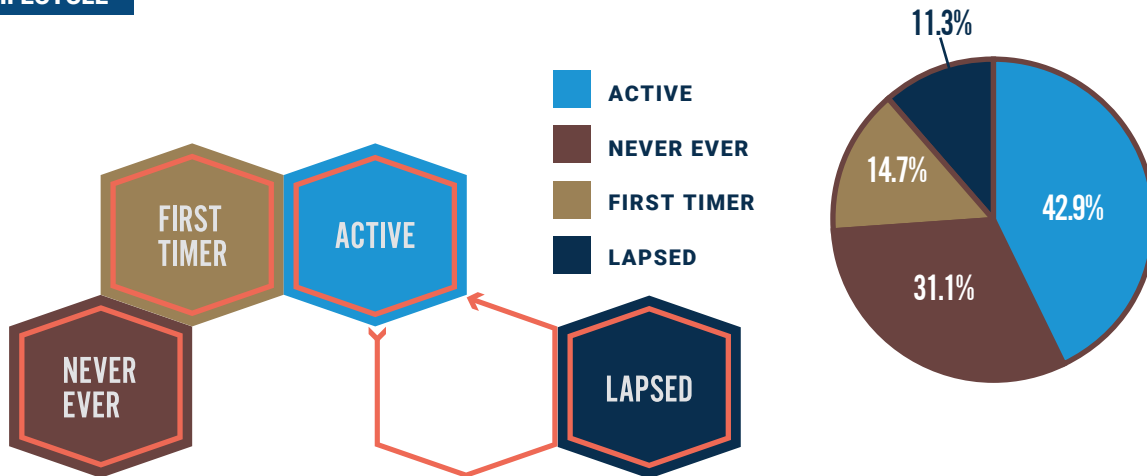 ACTIVE
NEVER EVER
FIRST TIMER
LAPSED
FIRST
TIMER
ACTIVE
NEVER
EVER
LAPSED
11.3%
14.7%
42.9%
31.1%